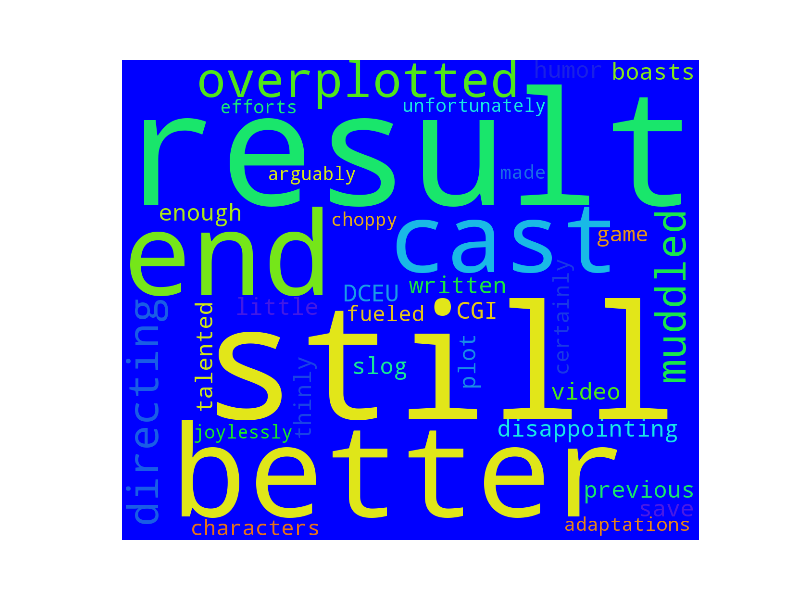 overplotted humor boasts
efforts unfortunately
result
arguably made
enough choppy cast game
end
muddled
DCEU written certainly
directing little fueled CGI
talented still
thinly slog plot
video
joylessly disappointing
better
previous
save
characters adaptations